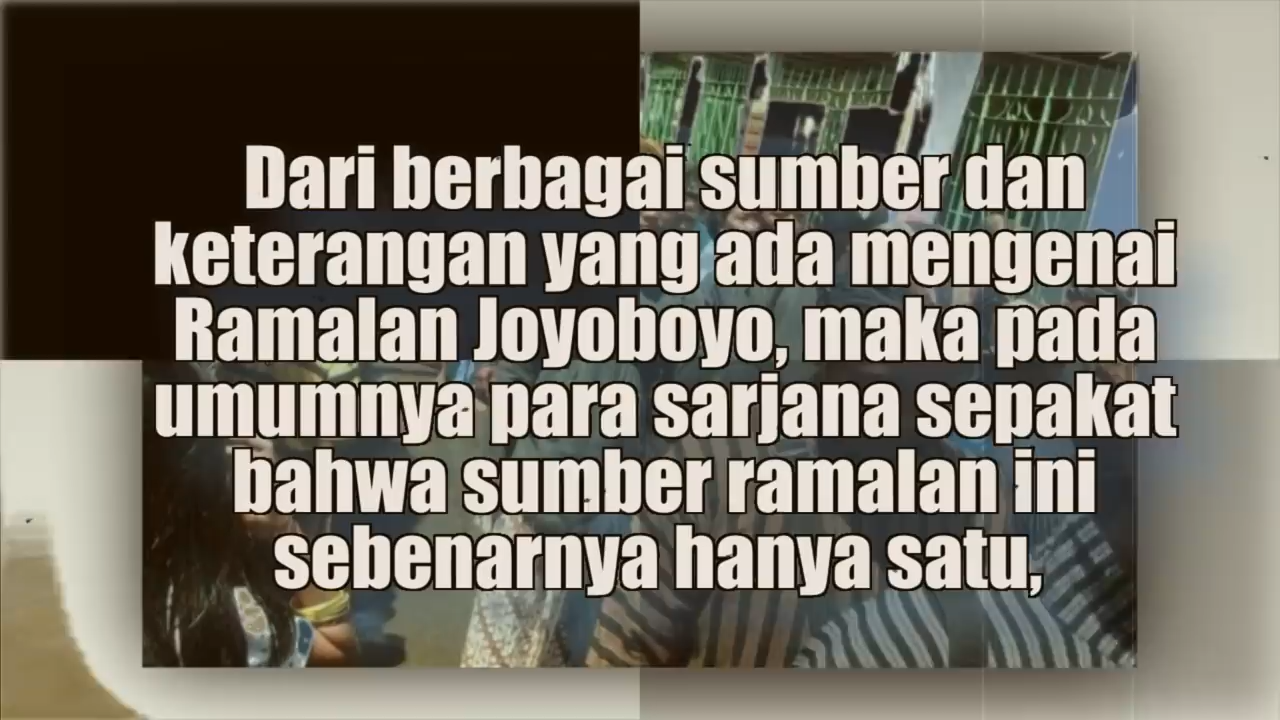 Dari berbagai sumber dan
keterangan yang ada mengenai
Ramalan Joyoboyo, maka pada
umumnya para sarjana sepakat
bahwa sumber ramalan ini
sebenarnya hanya satu,